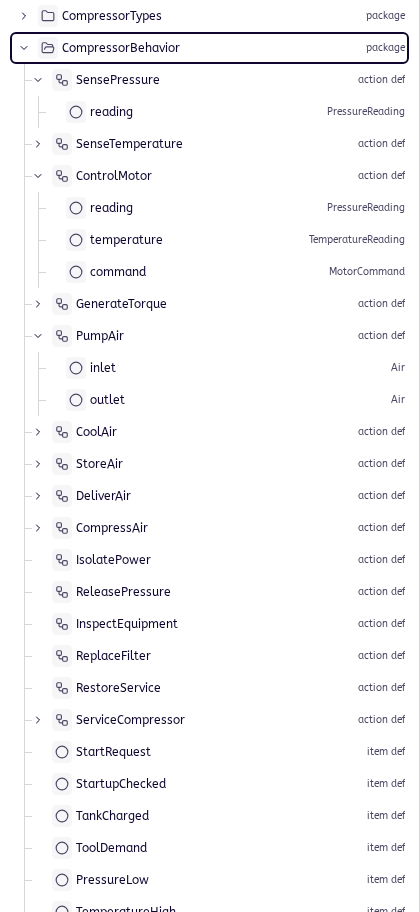 CompressorTypes package
CompressorBehavior package
SensePressure action def
reading PressureReading
SenseTemperature action def
ControlMotor action def
reading PressureReading
temperature TemperatureReading
command MotorCommand
GenerateTorque action def
PumpAir action def
inlet Air
outlet Air
CoolAir action def
StoreAir action def
DeliverAir action def
CompressAir action def
IsolatePower action def
ReleasePressure action def
InspectEquipment action def
ReplaceFilter action def
RestoreService action def
ServiceCompressor action def
StartRequest item def
StartupChecked item def
TankCharged item def
ToolDemand item def
PressureLow item def
TemperatureHigh item def